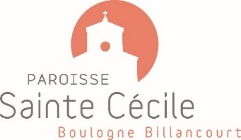 PAROISSE
Sainte Cécile
Boulogne Billancourt